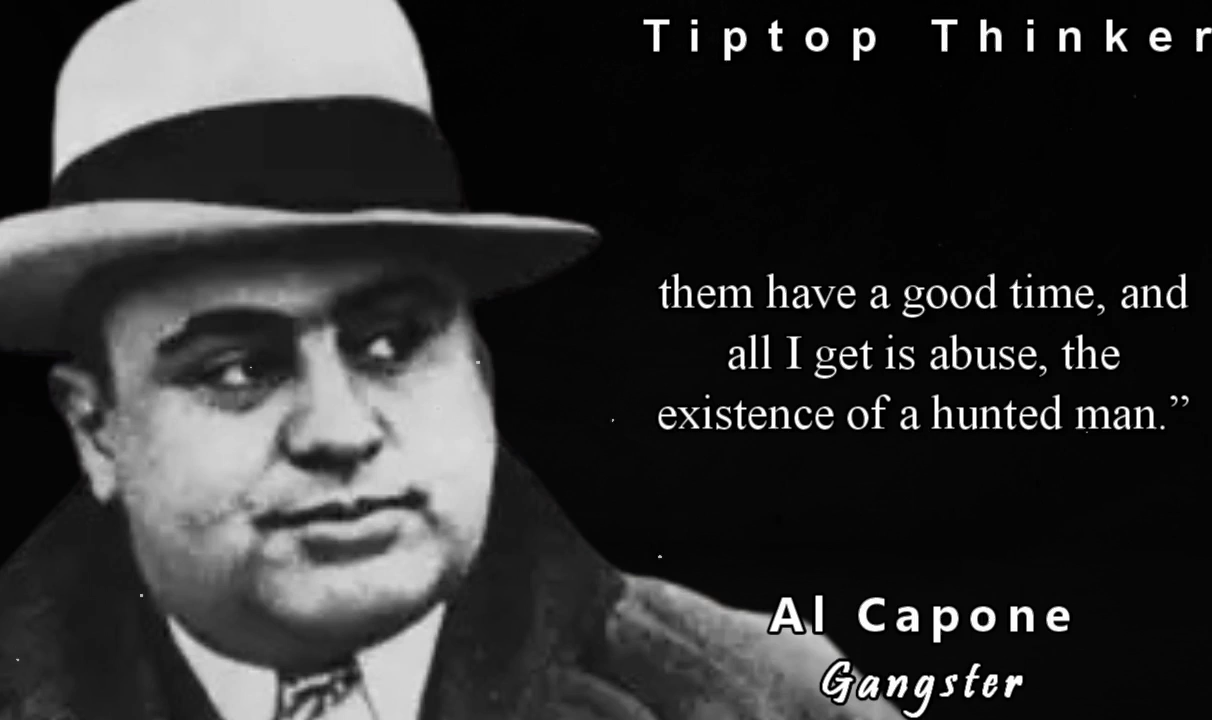 Tiptop Thinker
them have a good time, and
all I get is abuse, the
existence of a hunted man.”
Al Capone
Gangster